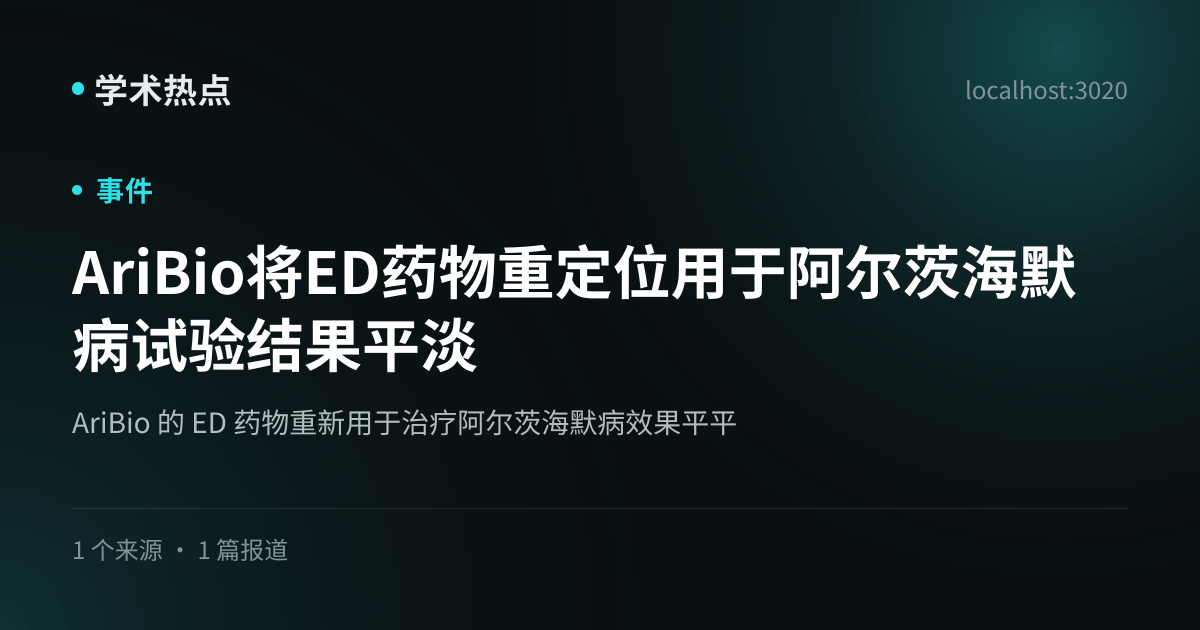 学术热点
localhost:3020
事件
AriBio将ED药物重定位用于阿尔茨海默
病试验结果平淡
AriBio 的 ED 药物重新用于治疗阿尔茨海默病效果平平
1 个来源 · 1 篇报道